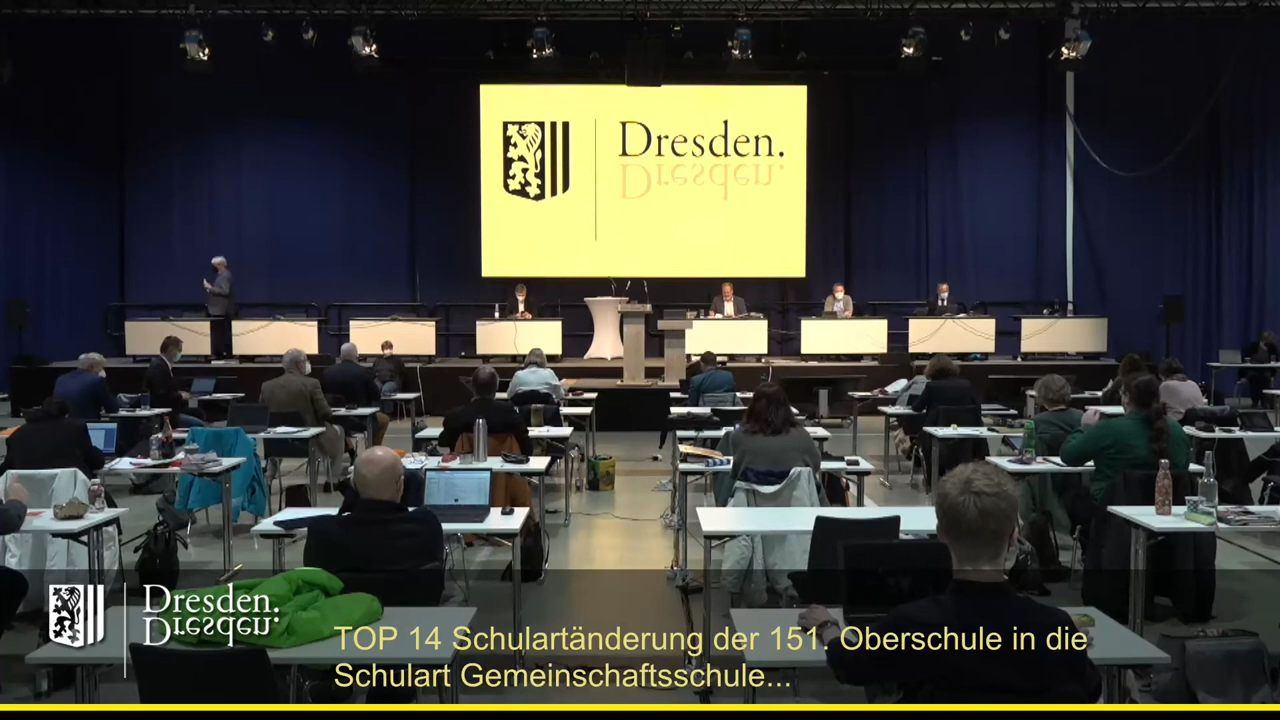 Dresden.
Dresden.
Dresden.
Dresden.
TOP 14 Schulartänderung der 151. Oberschule in die
Schulart Gemeinschaftsschule...